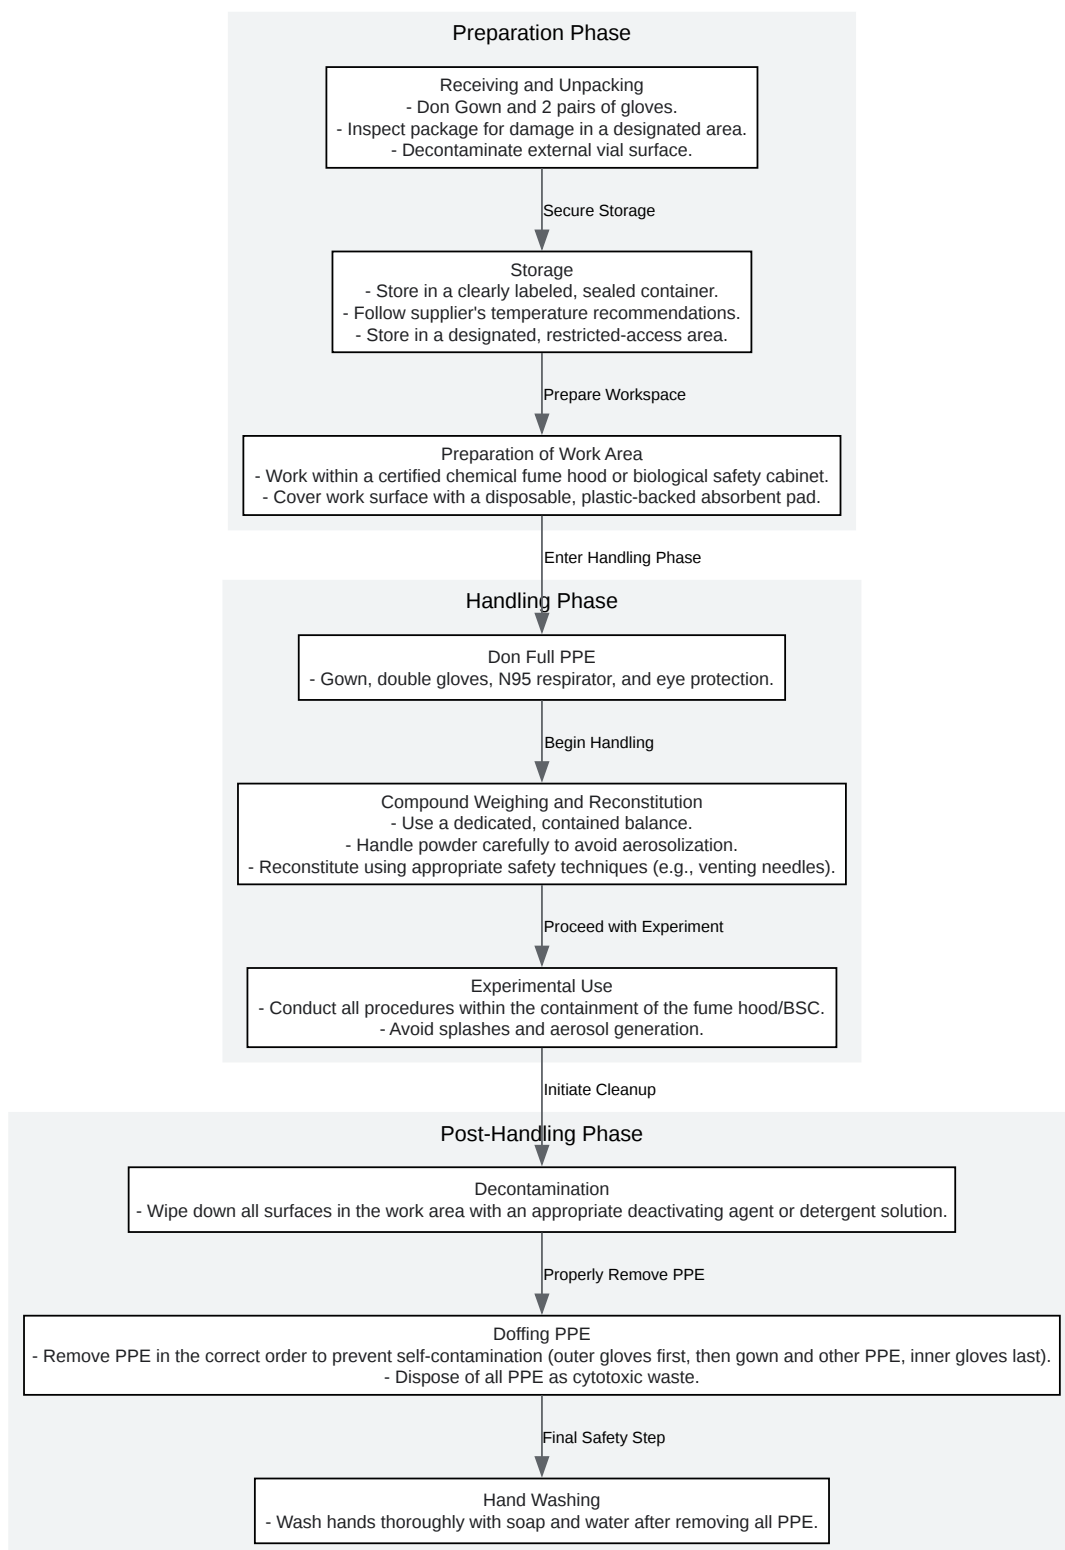 Preparation Phase
Receiving and Unpacking
- Don Gown and 2 pairs of gloves.
- Inspect package for damage in a designated area.
- Decontaminate external vial surface.
Secure Storage
Storage
- Store in a clearly labeled, sealed container.
- Follow supplier's temperature recommendations.
- Store in a designated, restricted-access area.
Prepare Workspace
Preparation of Work Area
- Work within a certified chemical fume hood or biological safety cabinet.
- Cover work surface with a disposable, plastic-backed absorbent pad.
Enter Handling Phase
Handling Phase
Don Full PPE
- Gown, double gloves, N95 respirator, and eye protection.
Begin Handling
Compound Weighing and Reconstitution
- Use a dedicated, contained balance.
- Handle powder carefully to avoid aerosolization.
- Reconstitute using appropriate safety techniques (e.g., venting needles).
Proceed with Experiment
Experimental Use
- Conduct all procedures within the containment of the fume hood/BSC.
- Avoid splashes and aerosol generation.
Initiate Cleanup
Post-Handling Phase
Decontamination
- Wipe down all surfaces in the work area with an appropriate deactivating agent or detergent solution.
Properly Remove PPE
Doffing PPE
- Remove PPE in the correct order to prevent self-contamination (outer gloves first, then gown and other PPE, inner gloves last).
- Dispose of all PPE as cytotoxic waste.
Final Safety Step
Hand Washing
- Wash hands thoroughly with soap and water after removing all PPE.